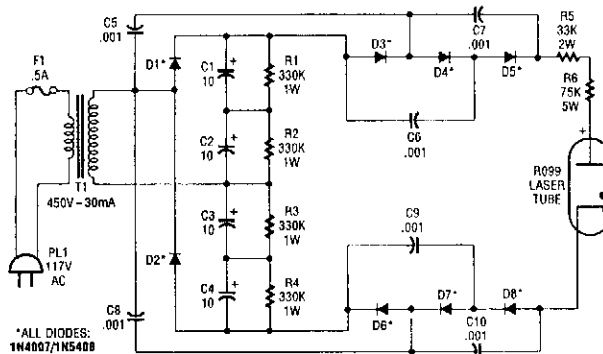 C5
.001
F1
.5A
T1
450V-30mA
PL1
117V
AC
*ALL DIODES:
1N4007/1N5408
C8
.001
D1*
D2*
C1
10
+
C2
10
+
C3
10
+
C4
10
+
R1
330K
1W
R2
330K
1W
R3
330K
1W
R4
330K
1W
D3*
D4*
D5*
C7
.001
C6
.001
R5
33K
2W
R6
75K
5W
+
R099
LASER
TUBE
C9
.001
D6*
D7*
D8*
C10
.001